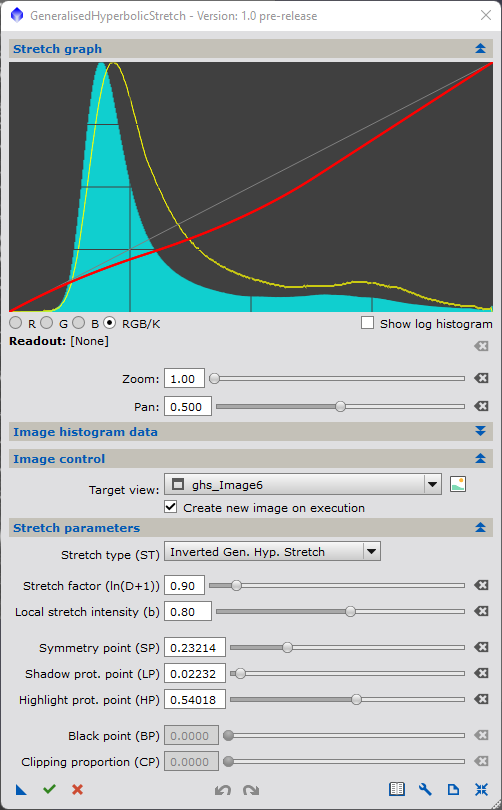 GeneralisedHyperbolicStretch - Version: 1.0 pre-release
Stretch graph
R G B RGB/K Show log histogram
Readout: [None]
Zoom: 1.00
Pan: 0.500
Image histogram data
Image control
Target view: ghs_Image6
Create new image on execution
Stretch parameters
Stretch type (ST) Inverted Gen. Hyp. Stretch
Stretch factor (ln(D+1)) 0.90
Local stretch intensity (b) 0.80
Symmetry point (SP) 0.23214
Shadow prot. point (LP) 0.02232
Highlight prot. point (HP) 0.54018
Black point (BP) 0.0000
Clipping proportion (CP) 0.0000